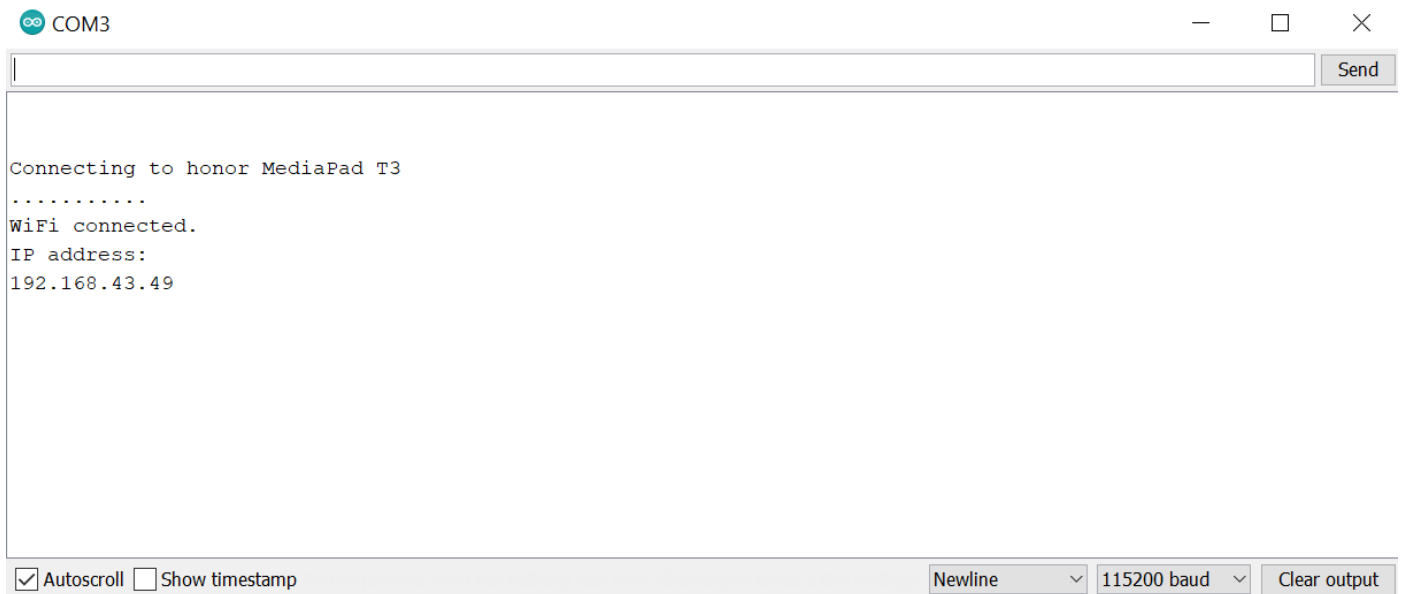 COM3
Send
Connecting to honor MediaPad T3
...........
WiFi connected.
IP address:
192.168.43.49
Autoscroll Show timestamp Newline 115200 baud Clear output